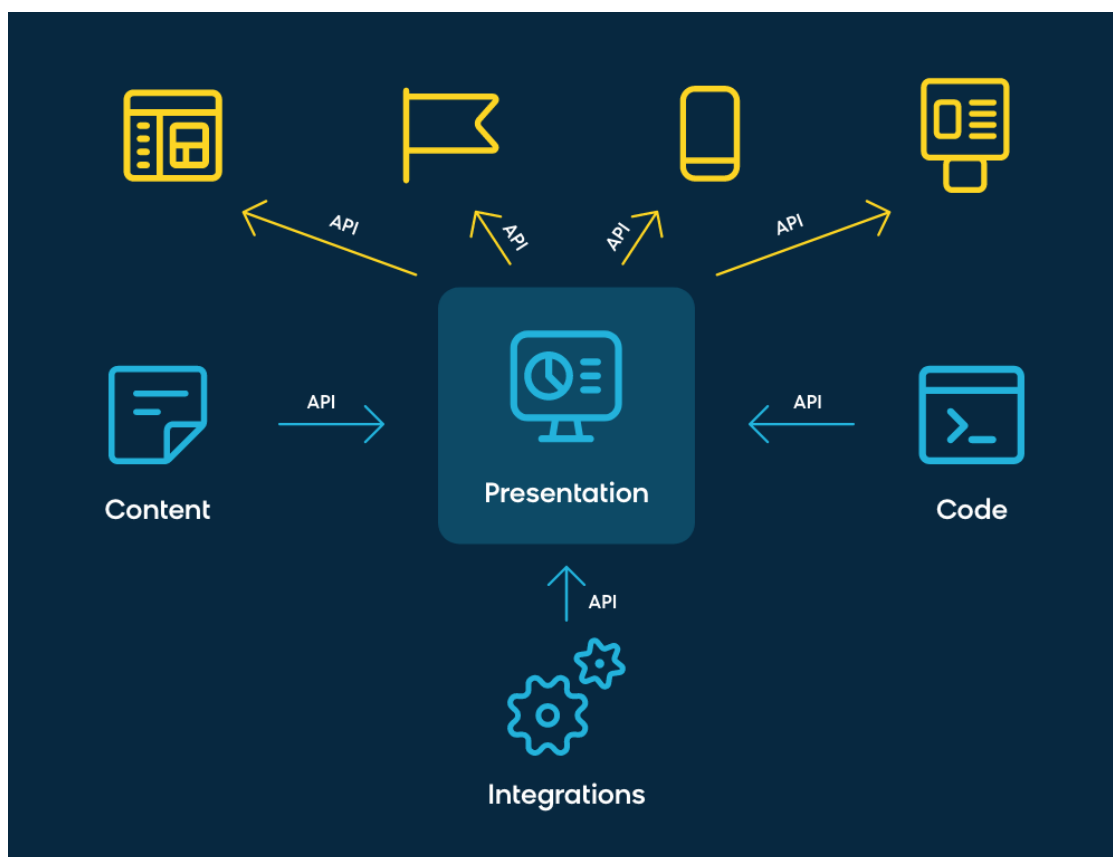 API
API
API
API
API
API
Content
Presentation
Code
API
Integrations